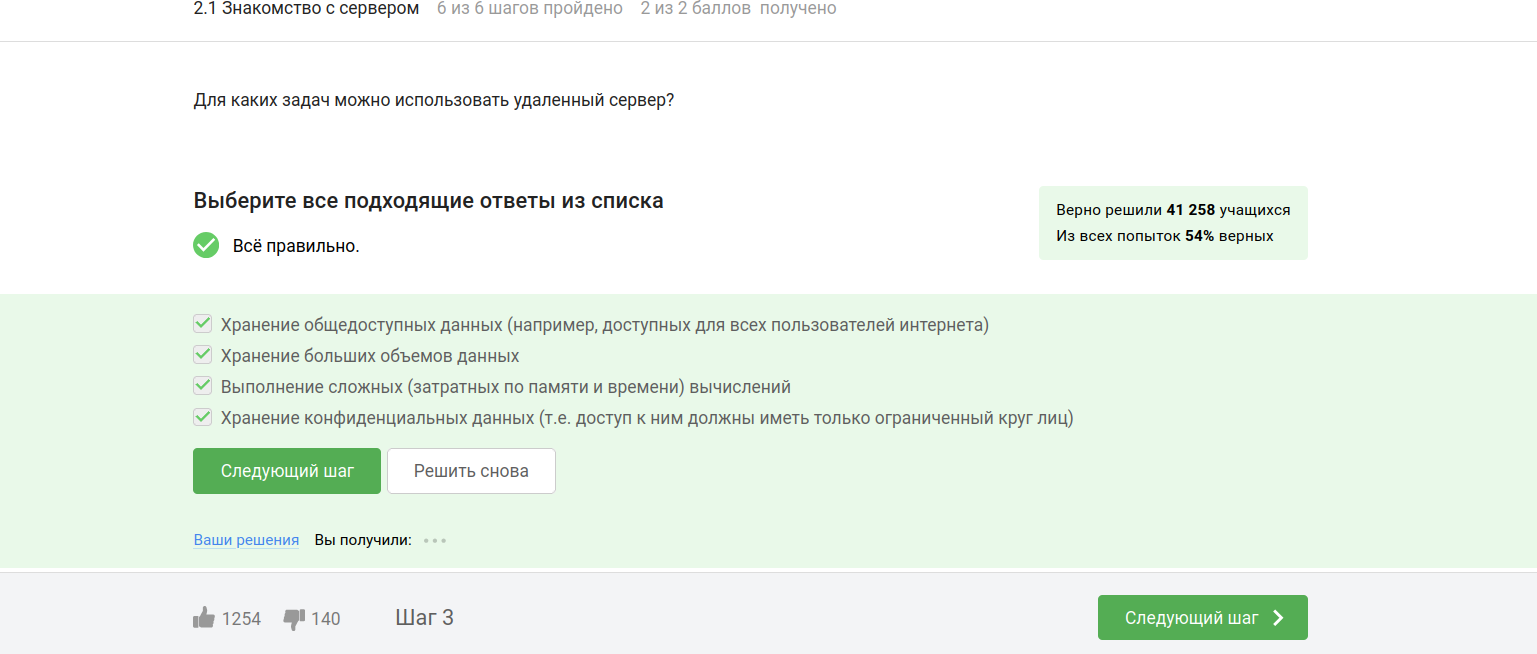 2.1 Знакомство с сервером 6 из 6 шагов пройдено 2 из 2 баллов получено
Для каких задач можно использовать удаленный сервер?
Выберите все подходящие ответы из списка
Всё правильно.
Верно решили 41 258 учащихся
Из всех попыток 54% верных
Хранение общедоступных данных (например, доступных для всех пользователей интернета)
Хранение больших объемов данных
Выполнение сложных (затратных по памяти и времени) вычислений
Хранение конфиденциальных данных (т.е. доступ к ним должны иметь только ограниченный круг лиц)
Следующий шаг Решить снова
Ваши решения Вы получили:
1254 140 Шаг 3 Следующий шаг